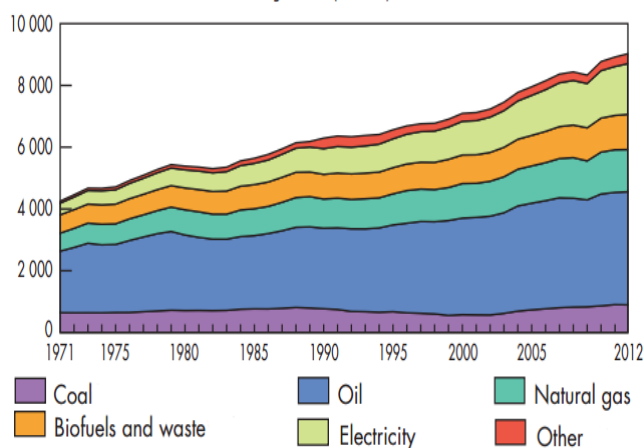 10 000
8 000
6 000
4 000
2 000
0
1971 1975 1980 1985 1990 1995 2000 2005 2012
Coal Oil Natural gas
Biofuels and waste Electricity Other